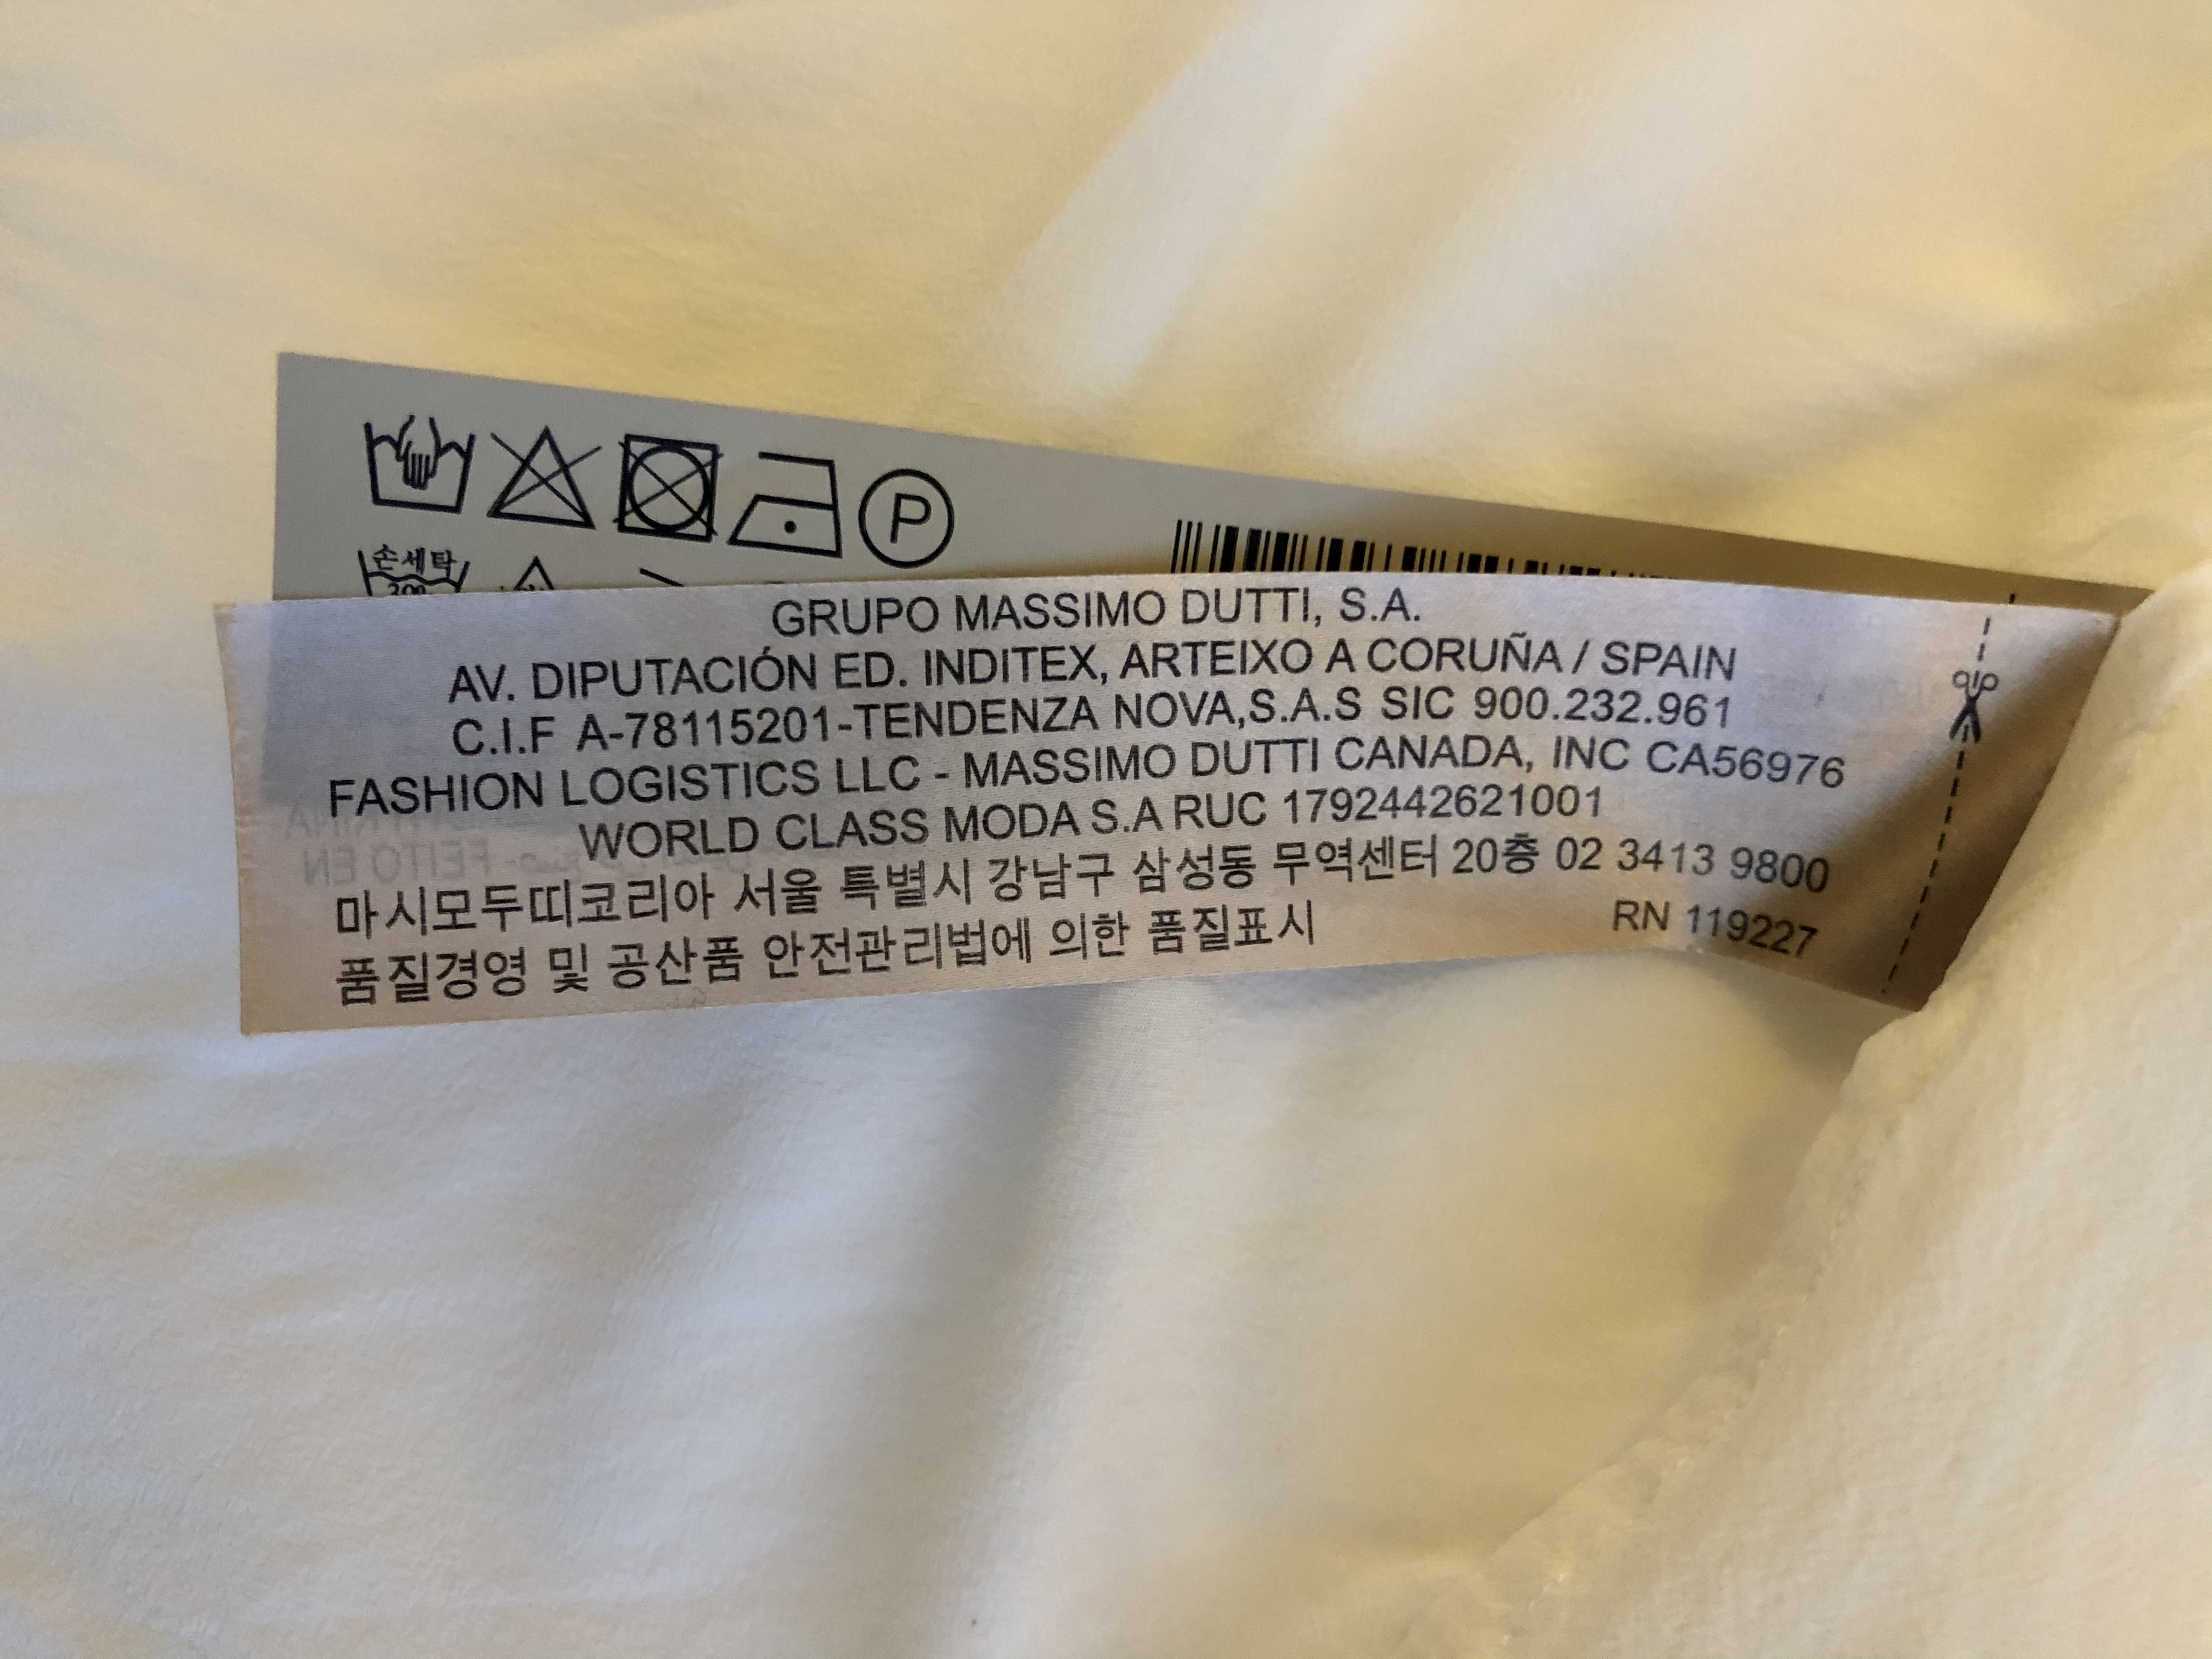 P
손세탁
GRUPO MASSIMO DUTTI, S.A.
AV. DIPUTACIÓN ED. INDITEX, ARTEIXO A CORUÑA / SPAIN
C.I.F A-78115201-TENDENZA NOVA,S.A.S SIC 900.232.961
FASHION LOGISTICS LLC - MASSIMO DUTTI CANADA, INC CA56976
WORLD CLASS MODA S.A RUC 1792442621001
마시모두띠코리아 서울 특별시 강남구 삼성동 무역센터 20층 02 3413 9800
품질경영 및 공산품 안전관리법에 의한 품질표시 RN 119227
FEITO EN